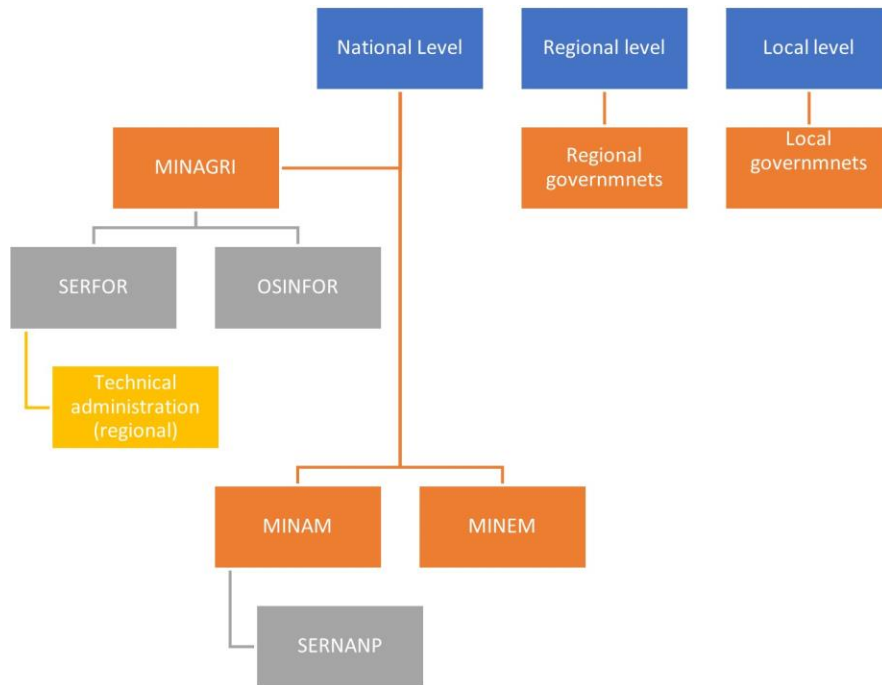 National Level
Regional level
Local level
MINAGRI
Regional
governmnets
Local
governmnets
SERFOR
OSINFOR
Technical
administration
(regional)
MINAM
MINEM
SERNANP